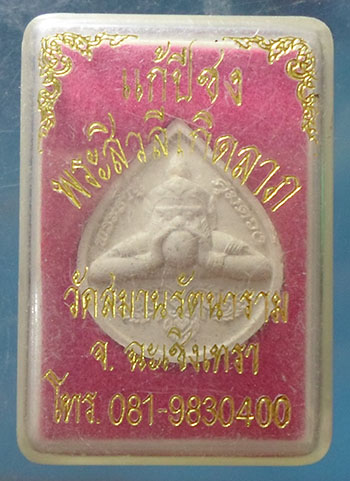 แก้ปีชง
พระสิวลีเกิดลาภ
วัดสมานรัตนาราม
จ. ฉะเชิงเทรา
โทร. 081-9830400